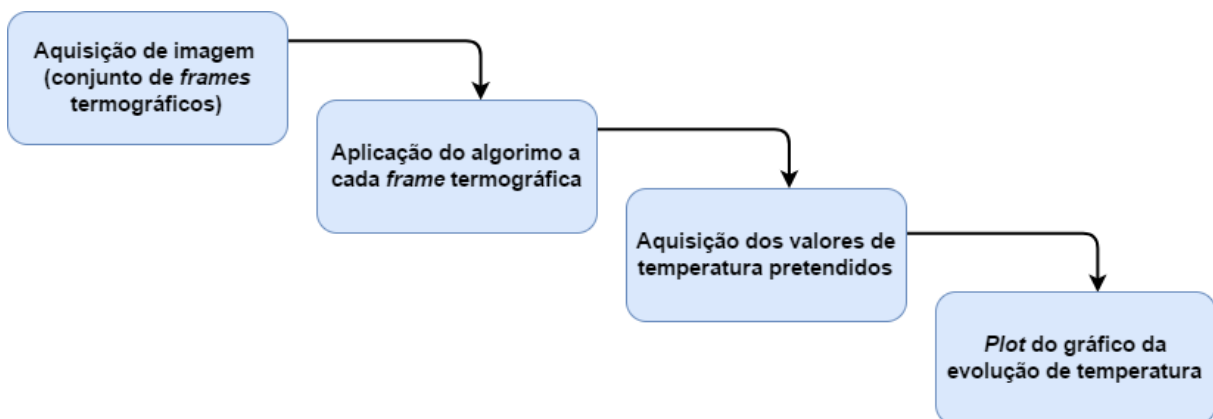 Aquisição de imagem
(conjunto de frames
termográficos)
Aplicação do algorimo a
cada frame termográfica
Aquisição dos valores de
temperatura pretendidos
Plot do gráfico da
evolução de temperatura